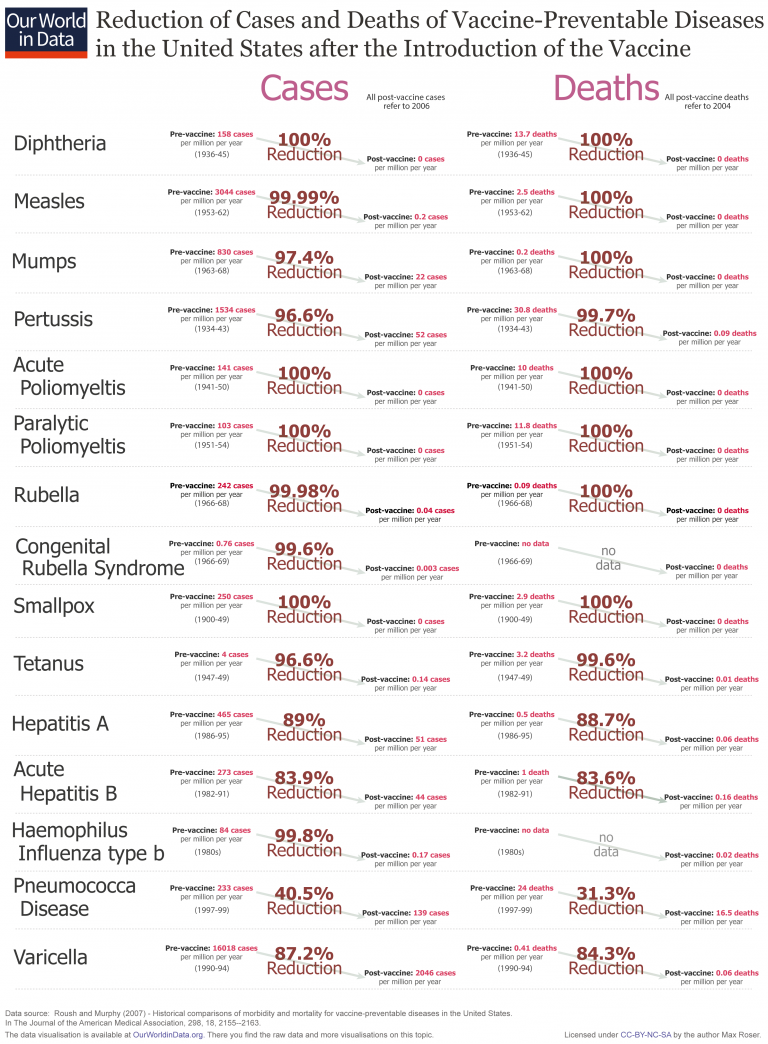 Our World
in Data
Reduction of Cases and Deaths of Vaccine-Preventable Diseases
in the United States after the Introduction of the Vaccine
Cases
All post-vaccine cases
refer to 2006
Deaths
All post-vaccine deaths
refer to 2004
Diphtheria
Pre-vaccine: 158 cases
per million per year
(1936-45)
100%
Reduction
Post-vaccine: 0 cases
per million per year
Pre-vaccine: 13.7 deaths
per million per year
(1936-45)
100%
Reduction
Post-vaccine: 0 deaths
per million per year
Measles
Pre-vaccine: 3044 cases
per million per year
(1953-62)
99.99%
Reduction
Post-vaccine: 0.2 cases
per million per year
Pre-vaccine: 2.5 deaths
per million per year
(1953-62)
100%
Reduction
Post-vaccine: 0 deaths
per million per year
Mumps
Pre-vaccine: 830 cases
per million per year
(1963-68)
97.4%
Reduction
Post-vaccine: 22 cases
per million per year
Pre-vaccine: 0.2 deaths
per million per year
(1963-68)
100%
Reduction
Post-vaccine: 0 deaths
per million per year
Pertussis
Pre-vaccine: 1534 cases
per million per year
(1934-43)
96.6%
Reduction
Post-vaccine: 52 cases
per million per year
Pre-vaccine: 30.8 deaths
per million per year
(1934-43)
99.7%
Reduction
Post-vaccine: 0.09 deaths
per million per year
Acute
Poliomyeltis
Pre-vaccine: 141 cases
per million per year
(1941-50)
100%
Reduction
Post-vaccine: 0 cases
per million per year
Pre-vaccine: 10 deaths
per million per year
(1941-50)
100%
Reduction
Post-vaccine: 0 deaths
per million per year
Paralytic
Poliomyeltis
Pre-vaccine: 103 cases
per million per year
(1951-54)
100%
Reduction
Post-vaccine: 0 cases
per million per year
Pre-vaccine: 11.8 deaths
per million per year
(1951-54)
100%
Reduction
Post-vaccine: 0 deaths
per million per year
Rubella
Pre-vaccine: 242 cases
per million per year
(1966-68)
99.98%
Reduction
Post-vaccine: 0.04 cases
per million per year
Pre-vaccine: 0.09 deaths
per million per year
(1966-68)
100%
Reduction
Post-vaccine: 0 deaths
per million per year
Congenital
Rubella Syndrome
Pre-vaccine: 0.76 cases
per million per year
(1966-69)
99.6%
Reduction
Post-vaccine: 0.003 cases
per million per year
Pre-vaccine: no data
(1966-69)
no
data
Post-vaccine: 0 deaths
per million per year
Smallpox
Pre-vaccine: 250 cases
per million per year
(1900-49)
100%
Reduction
Post-vaccine: 0 cases
per million per year
Pre-vaccine: 2.9 deaths
per million per year
(1900-49)
100%
Reduction
Post-vaccine: 0 deaths
per million per year
Tetanus
Pre-vaccine: 4 cases
per million per year
(1947-49)
96.6%
Reduction
Post-vaccine: 0.14 cases
per million per year
Pre-vaccine: 3.2 deaths
per million per year
(1947-49)
99.6%
Reduction
Post-vaccine: 0.01 deaths
per million per year
Hepatitis A
Pre-vaccine: 465 cases
per million per year
(1986-95)
89%
Reduction
Post-vaccine: 51 cases
per million per year
Pre-vaccine: 0.5 deaths
per million per year
(1986-95)
88.7%
Reduction
Post-vaccine: 0.06 deaths
per million per year
Acute
Hepatitis B
Pre-vaccine: 273 cases
per million per year
(1982-91)
83.9%
Reduction
Post-vaccine: 44 cases
per million per year
Pre-vaccine: 1 death
per million per year
(1982-91)
83.6%
Reduction
Post-vaccine: 0.16 deaths
per million per year
Haemophilus
Influenza type b
Pre-vaccine: 84 cases
per million per year
(1980s)
99.8%
Reduction
Post-vaccine: 0.17 cases
per million per year
Pre-vaccine: no data
(1980s)
no
data
Post-vaccine: 0.02 deaths
per million per year
Pneumococca
Disease
Pre-vaccine: 233 cases
per million per year
(1997-99)
40.5%
Reduction
Post-vaccine: 139 cases
per million per year
Pre-vaccine: 24 deaths
per million per year
(1997-99)
31.3%
Reduction
Post-vaccine: 16.5 deaths
per million per year
Varicella
Pre-vaccine: 16018 cases
per million per year
(1990-94)
87.2%
Reduction
Post-vaccine: 2046 cases
per million per year
Pre-vaccine: 0.41 deaths
per million per year
(1990-94)
84.3%
Reduction
Post-vaccine: 0.06 deaths
per million per year
Data source: Roush and Murphy (2007) - Historical comparisons of morbidity and mortality for vaccine-preventable diseases in the United States.
In The Journal of the American Medical Association, 298, 18, 2155--2163.
The data visualisation is available at OurWorldinData.org. There you find the raw data and more visualisations on this topic.
Licensed under CC-BY-NC-SA by the author Max Roser.